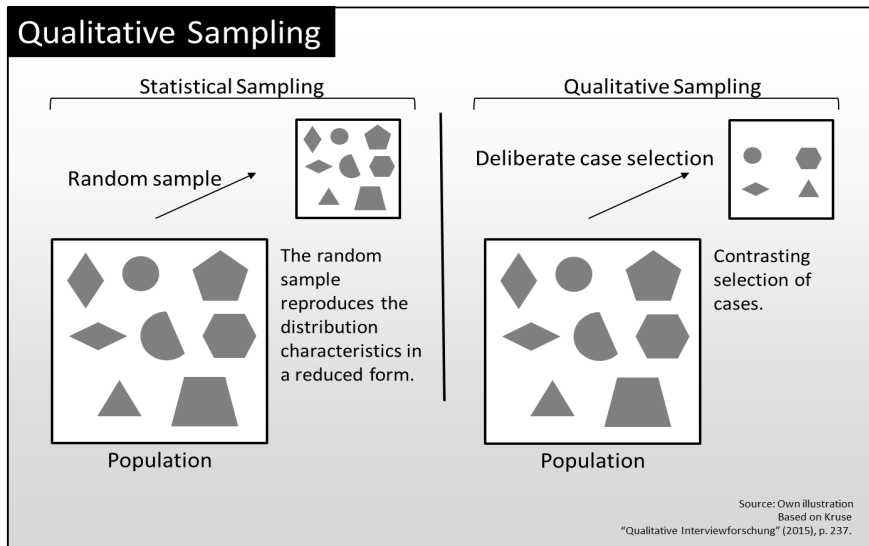 Qualitative Sampling
Statistical Sampling
Random sample
The random
sample
reproduces the
distribution
characteristics in
a reduced form.
Population
Qualitative Sampling
Deliberate case selection
Contrasting
selection of
cases.
Population
Source: Own illustration
Based on Kruse
"Qualitative Interviewforschung" (2015), p. 237.